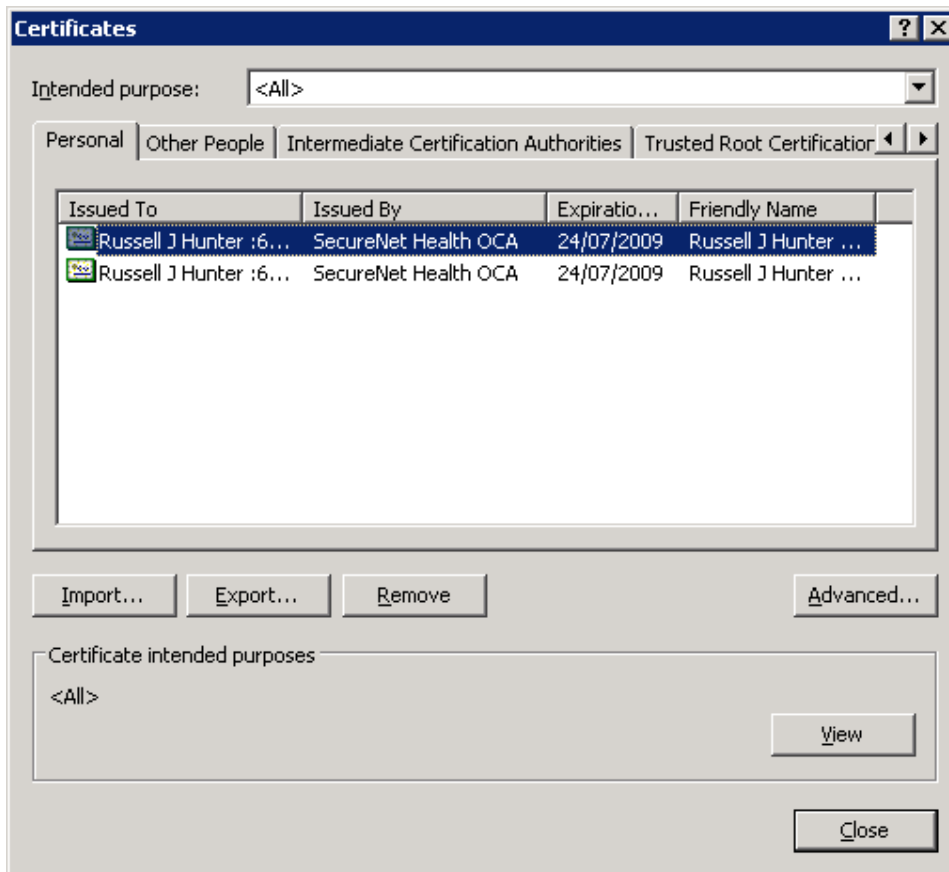 Certificates
Intended purpose: <All>
Personal Other People Intermediate Certification Authorities Trusted Root Certification
Issued To Issued By Expiratio... Friendly Name
Russell J Hunter :6... SecureNet Health OCA 24/07/2009 Russell J Hunter ...
Russell J Hunter :6... SecureNet Health OCA 24/07/2009 Russell J Hunter ...
Import... Export... Remove Advanced...
Certificate intended purposes
<All>
View
Close